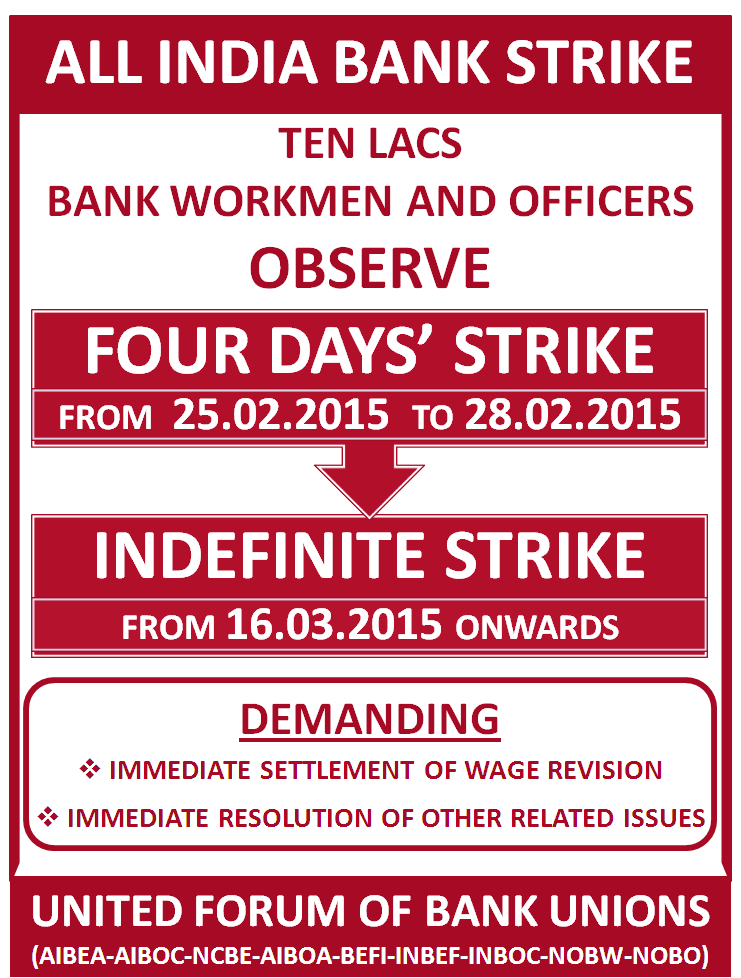 ALL INDIA BANK STRIKE
TEN LACS
BANK WORKMEN AND OFFICERS
OBSERVE
FOUR DAYS’ STRIKE
FROM 25.02.2015 TO 28.02.2015
INDEFINITE STRIKE
FROM 16.03.2015 ONWARDS
DEMANDING
❖ IMMEDIATE SETTLEMENT OF WAGE REVISION
❖ IMMEDIATE RESOLUTION OF OTHER RELATED ISSUES
UNITED FORUM OF BANK UNIONS
(AIBEA-AIBOC-NCBE-AIBOA-BEFI-INBEF-INBOC-NOBW-NOBO)